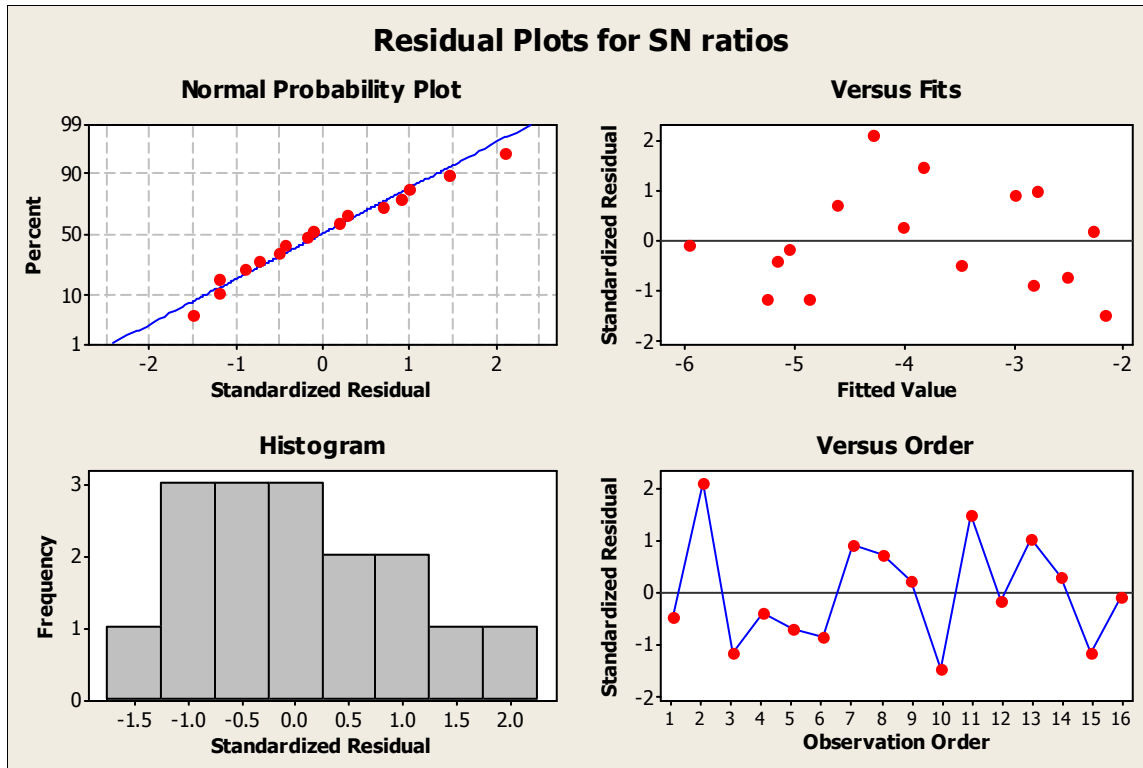 Residual Plots for SN ratios
Normal Probability Plot
99
90
50
10
1
Percent
-2 -1 0 1 2
Standardized Residual
Versus Fits
2
1
0
-1
-2
Standardized Residual
-6 -5 -4 -3 -2
Fitted Value
Histogram
3
2
1
0
Frequency
-1.5 -1.0 -0.5 0.0 0.5 1.0 1.5 2.0
Standardized Residual
Versus Order
2
1
0
-1
-2
Standardized Residual
1 2 3 4 5 6 7 8 9 10 11 12 13 14 15 16
Observation Order